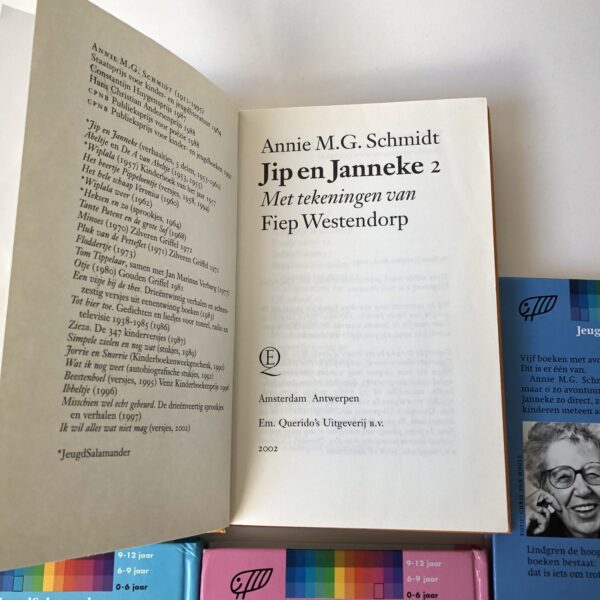 ANNIE M.G. SCHMIDT (1911-1995)
Staatsprijs voor kinder- en jeugdliteratuur 1964
Constantijn Huygensprijs 1987
Hans Christian Andersenprijs 1988
CPNB Publieksprijs voor poëzie 1988
CPNB Publieksprijs voor kinder- en jeugdboeken 1991
*Jip en Janneke (verhaaltjes, 5 delen, 1953-1960)
Abeltje en De A van Abeltje (1953, 1955)
*Wiplala (1957) Kinderboek van het jaar 1957
Het beertje Pippeloentje (versjes, 1958, 1994)
Het hele schaap Veronica (1960)
*Wiplala weer (1962)
*Heksen en zo (sprookjes, 1964)
Tante Patent en de grote Sof (1968)
Minoes (1970) Zilveren Griffel 1971
Pluk van de Petteflet (1971) Zilveren Griffel 1972
Floddertje (1973)
Tom Tippelaar, samen met Jan Marinus Verburg (1977)
Otje (1980) Gouden Griffel 1981
Een visje bij de thee. Drieëntwintig verhalen en achten-
zestig versjes uit eenentwintig boeken (1983)
Tot hier toe. Gedichten en liedjes voor toneel, radio en
televisie 1938-1985 (1986)
Ziezo. De 347 kinderversjes (1987)
Simpele zielen en nog wat (stukjes, 1989)
Jorrie en Snorrie (Kinderboekenweekgeschenk, 1990)
Wat ik nog weet (autobiografische stukjes, 1992)
Beestenboel (versjes, 1995) Venz Kinderboekenprijs 1996
Ibbeltje (1996)
Misschien wel echt gebeurd. De drieënveertig sprookjes
en verhalen (1997)
Ik wil alles wat niet mag (versjes, 2002)
*JeugdSalamander
Annie M.G. Schmidt
Jip en Janneke 2
Met tekeningen van
Fiep Westendorp
Amsterdam Antwerpen
Em. Querido's Uitgeverij B.V.
2002
Jeug
Vijf boeken met avo
Dit is er één van.
Annie M.G. Schm
maar o zo avontuur
Janneke zo direct, z
kinderen meteen aa
Lindgren de hoog
boeken bestaat:
dat is iets om trot
9-12 jaar
6-9 jaar
0-6 jaar
9-12 jaar
6-9 jaar
0-6 jaar